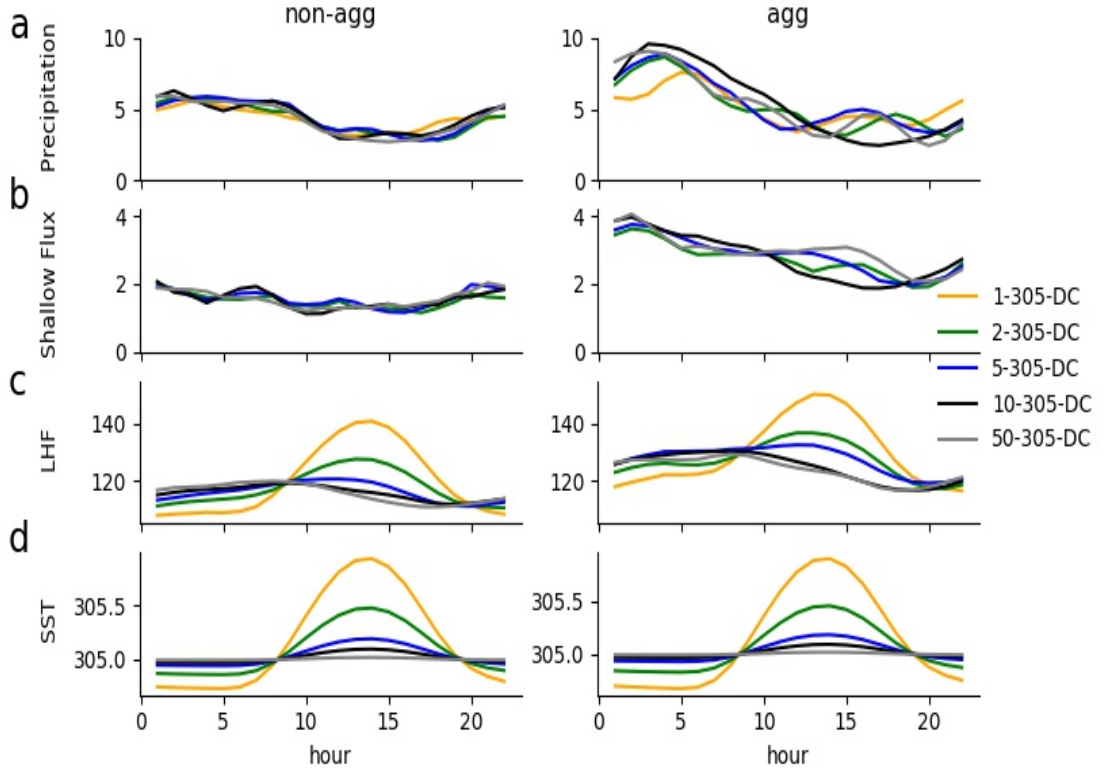 non-agg
agg
a
Precipitation
10
5
0
10
5
0
b
Shallow Flux
4
2
0
4
2
0
1-305-DC
2-305-DC
5-305-DC
10-305-DC
50-305-DC
c
LHF
140
120
140
120
d
SST
305.5
305.0
305.5
305.0
0 5 10 15 20
0 5 10 15 20
hour
hour